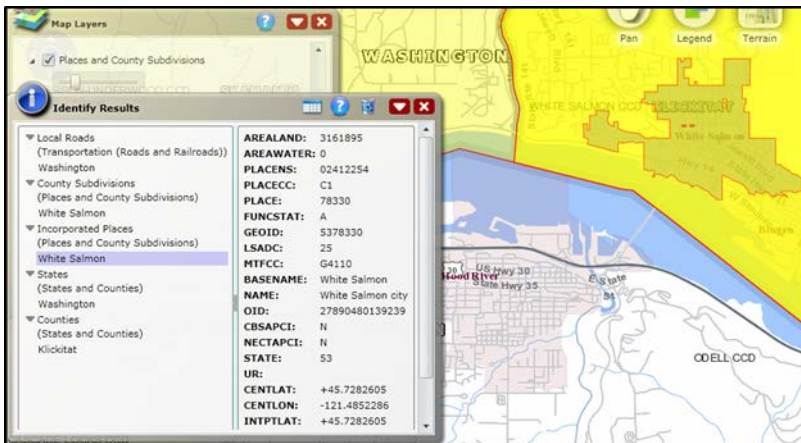 Map Layers
Places and County Subdivisions
Identify Results
Local Roads
(Transportation (Roads and Railroads))
Washington
County Subdivisions
(Places and County Subdivisions)
White Salmon
Incorporated Places
(Places and County Subdivisions)
White Salmon
States
(States and Counties)
Washington
Counties
(States and Counties)
Klickitat
AREALAND: 3161895
AREAWATER: 0
PLACENS: 02412254
PLACECC: C1
PLACE: 78330
FUNCSTAT: A
GEOID: 5378330
LSADC: 25
MTFCC: G4110
BASENAME: White Salmon
NAME: White Salmon city
OID: 27890480139239
CBSAPCI: N
NECTAPCI: N
STATE: 53
UR:
CENTLAT: +45.7282605
CENTLON: -121.4852286
INTPTLAT: +45.7282605
WASHINGTON
Pan
Legend
Terrain
WHITE SALMON CCD
KLICKITAT
White Salmon
Hwy 14
Bingen
US Hwy 30
Hood River
State Hwy 35
E State
St
ODELL CCD